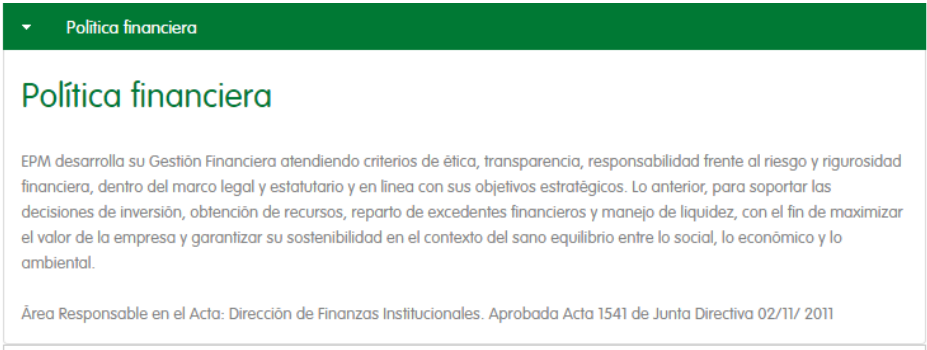 Política financiera
Política financiera
EPM desarrolla su Gestión Financiera atendiendo criterios de ética, transparencia, responsabilidad frente al riesgo y rigurosidad
financiera, dentro del marco legal y estatutario y en línea con sus objetivos estratégicos. Lo anterior, para soportar las
decisiones de inversión, obtención de recursos, reparto de excedentes financieros y manejo de liquidez, con el fin de maximizar
el valor de la empresa y garantizar su sostenibilidad en el contexto del sano equilibrio entre lo social, lo económico y lo
ambiental.
Área Responsable en el Acta: Dirección de Finanzas Institucionales. Aprobada Acta 1541 de Junta Directiva 02/11/ 2011